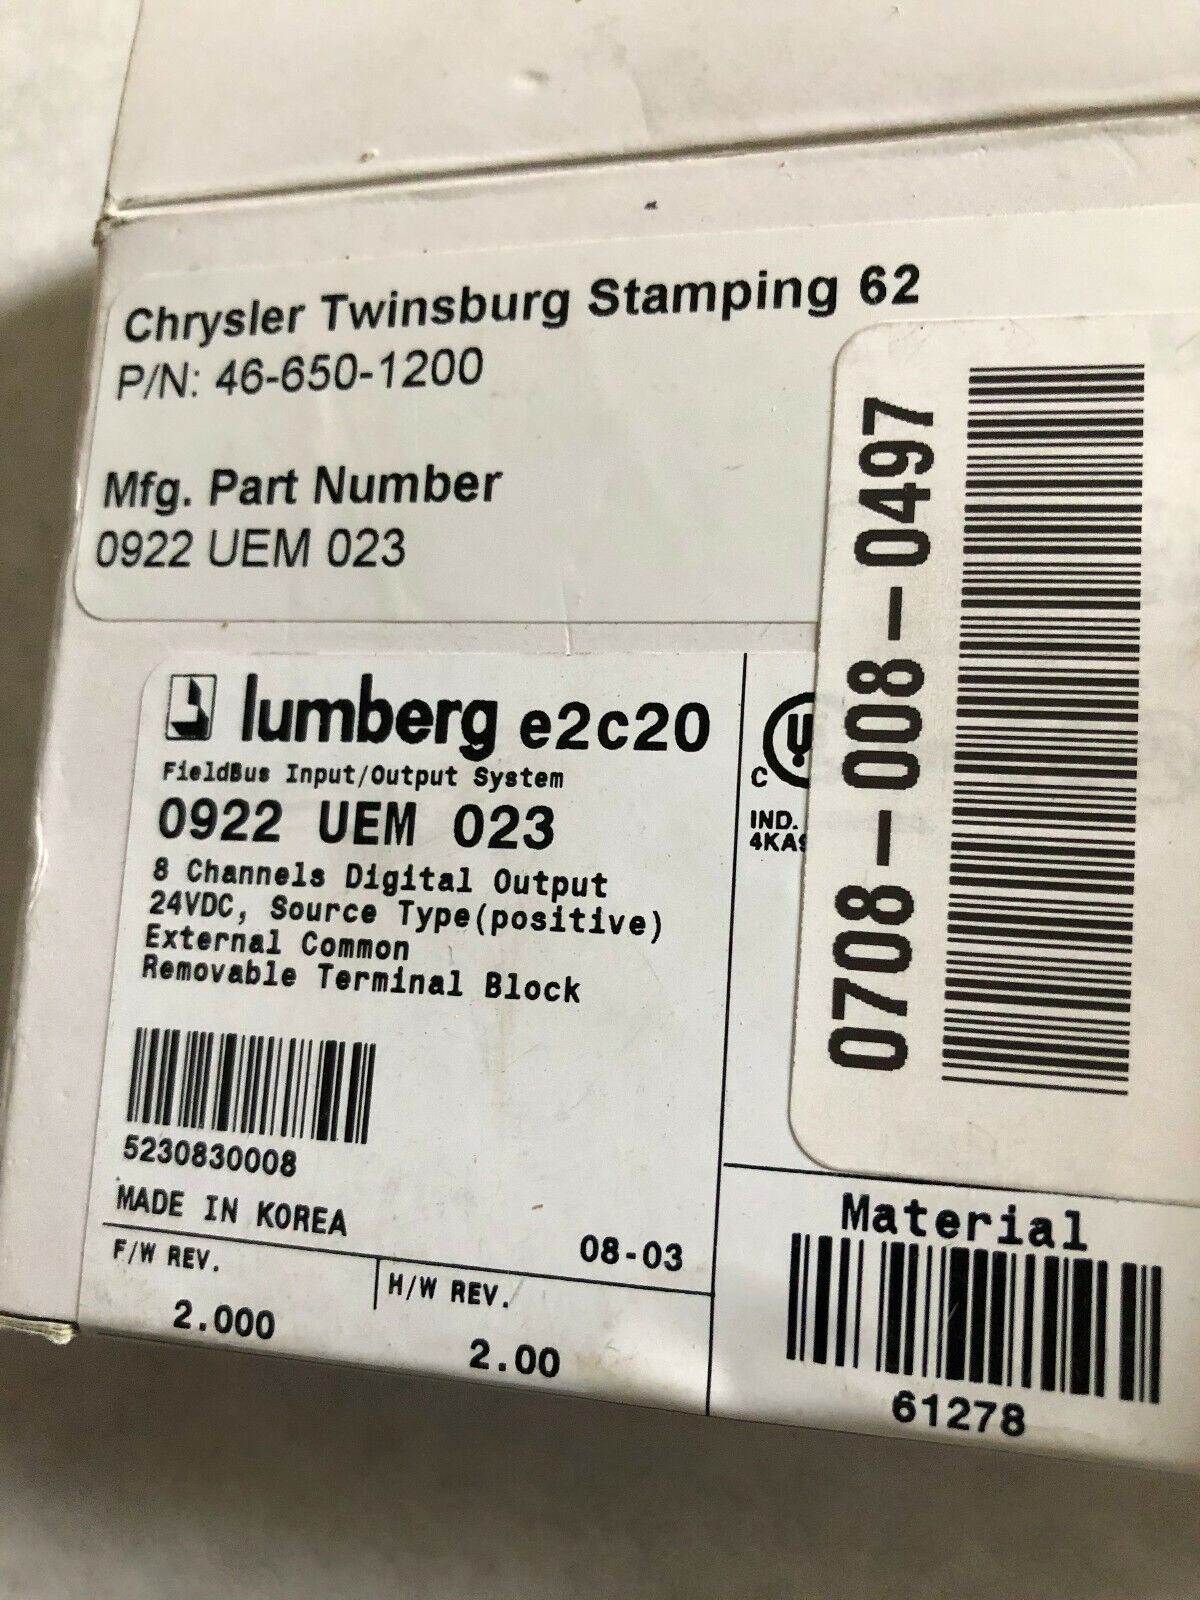 Chrysler Twinsburg Stamping 62
P/N: 46-650-1200
Mfg. Part Number
0922 UEM 023
0708-008-0497
lumberg e2c20
FieldBus Input/Output System
0922 UEM 023
8 Channels Digital Output
24VDC, Source Type(positive)
External Common
Removable Terminal Block
5230830008
MADE IN KOREA
08-03
F/W REV.
2.000
H/W REV.
2.00
C U
IND.
Material
61278